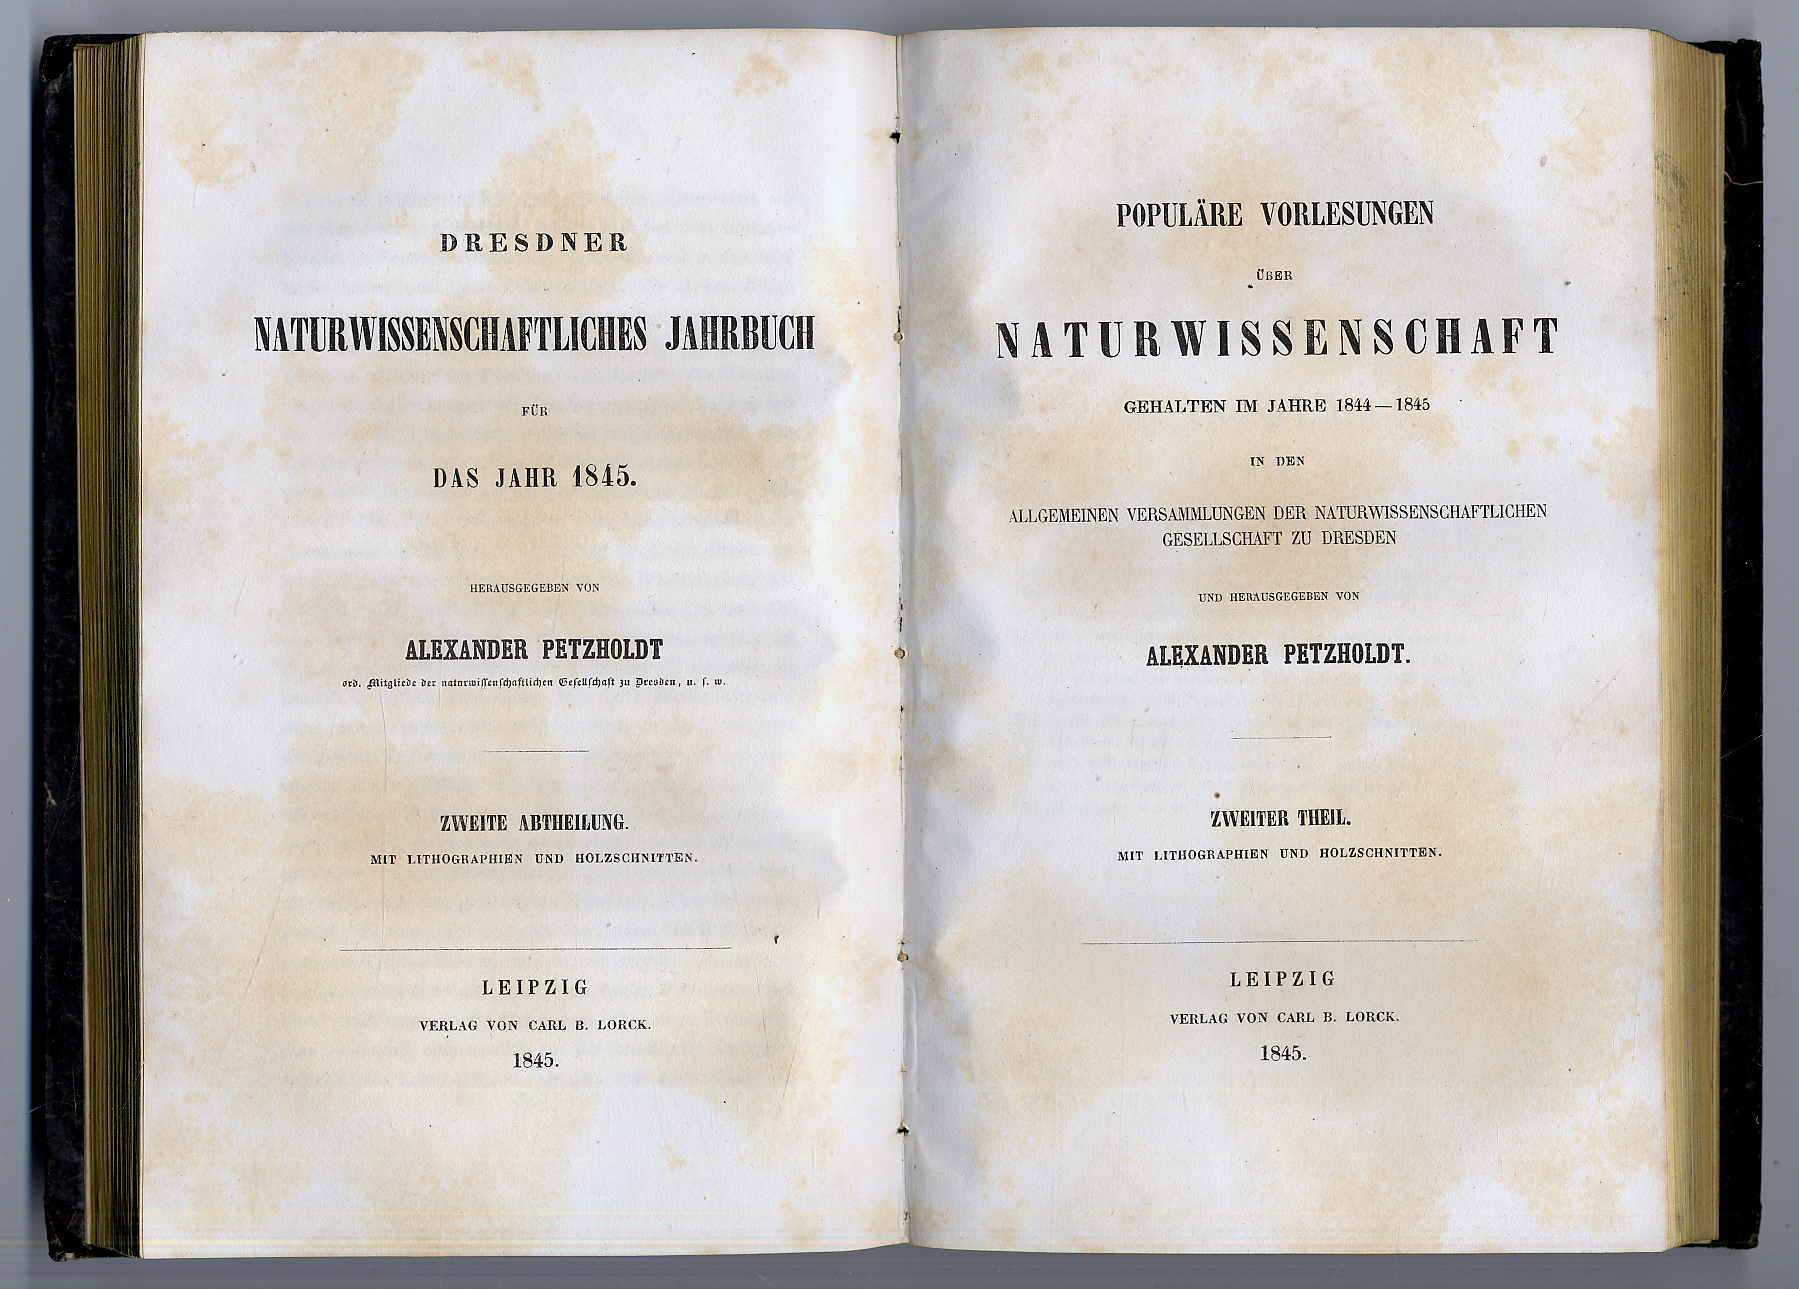 DRESDNER
NATURWISSENSCHAFTLICHES JAHRBUCH
FÜR
DAS JAHR 1845.
HERAUSGEGEBEN VON
ALEXANDER PETZHOLDT
ord. Mitgliede der naturwiſſenſchaftlichen Geſellſchaft zu Dresden, u. ſ. w.
ZWEITE ABTHEILUNG.
MIT LITHOGRAPHIEN UND HOLZSCHNITTEN.
LEIPZIG
VERLAG VON CARL B. LORCK.
1845.
POPULÄRE VORLESUNGEN
ÜBER
NATURWISSENSCHAFT
GEHALTEN IM JAHRE 1844—1845
IN DEN
ALLGEMEINEN VERSAMMLUNGEN DER NATURWISSENSCHAFTLICHEN
GESELLSCHAFT ZU DRESDEN
UND HERAUSGEGEBEN VON
ALEXANDER PETZHOLDT.
ZWEITER THEIL.
MIT LITHOGRAPHIEN UND HOLZSCHNITTEN.
LEIPZIG
VERLAG VON CARL B. LORCK.
1845.